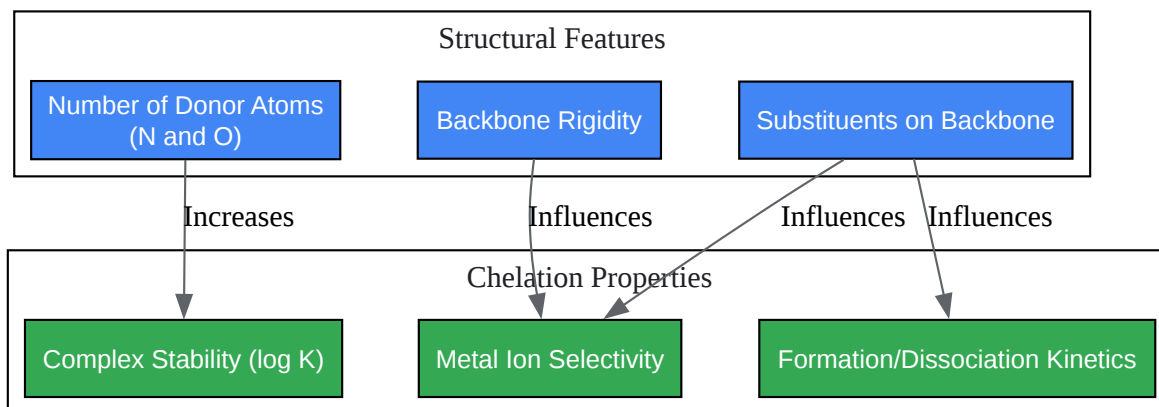 Structural Features
Number of Donor Atoms
(N and O)
Backbone Rigidity
Substituents on Backbone
Increases
Influences
Influences
Influences
Chelation Properties
Complex Stability (log K)
Metal Ion Selectivity
Formation/Dissociation Kinetics